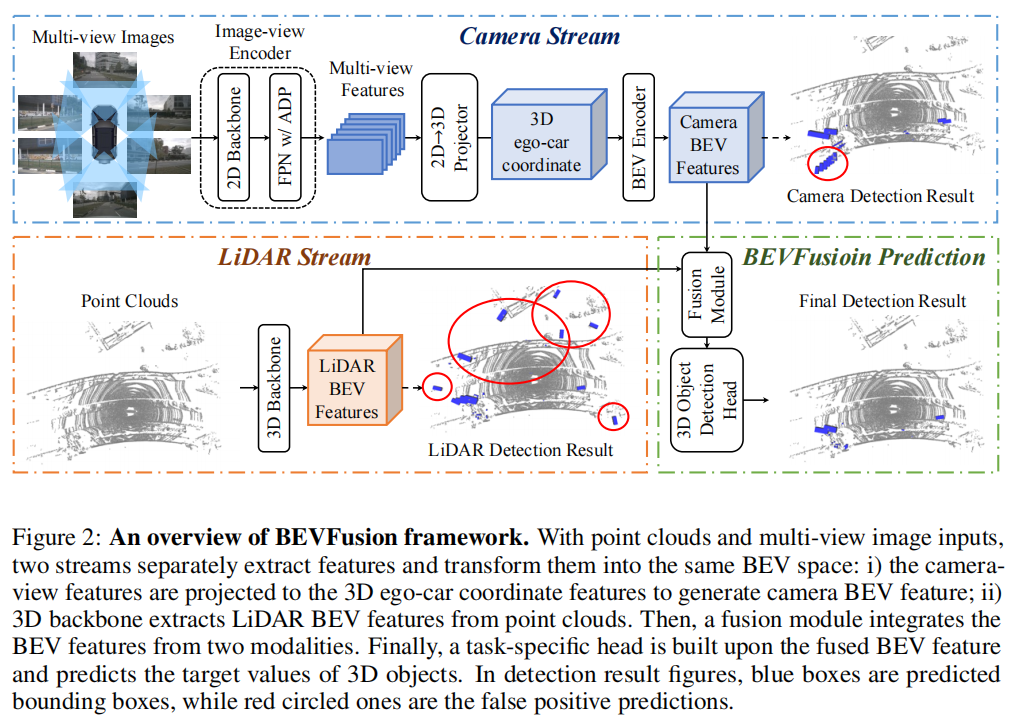 Multi-view Images
Image-view
Encoder
Camera Stream
2D Backbone
FPN w/ ADP
Multi-view
Features
2D→3D
Projector
3D
ego-car
coordinate
BEV Encoder
Camera
BEV
Features
Camera Detection Result
LiDAR Stream
Point Clouds
3D Backbone
LiDAR
BEV
Features
LiDAR Detection Result
BEVFusioin Prediction
Fusion
Module
3D Object
Detection
Head
Final Detection Result
Figure 2: An overview of BEVFusion framework. With point clouds and multi-view image inputs,
two streams separately extract features and transform them into the same BEV space: i) the camera-
view features are projected to the 3D ego-car coordinate features to generate camera BEV feature; ii)
3D backbone extracts LiDAR BEV features from point clouds. Then, a fusion module integrates the
BEV features from two modalities. Finally, a task-specific head is built upon the fused BEV feature
and predicts the target values of 3D objects. In detection result figures, blue boxes are predicted
bounding boxes, while red circled ones are the false positive predictions.